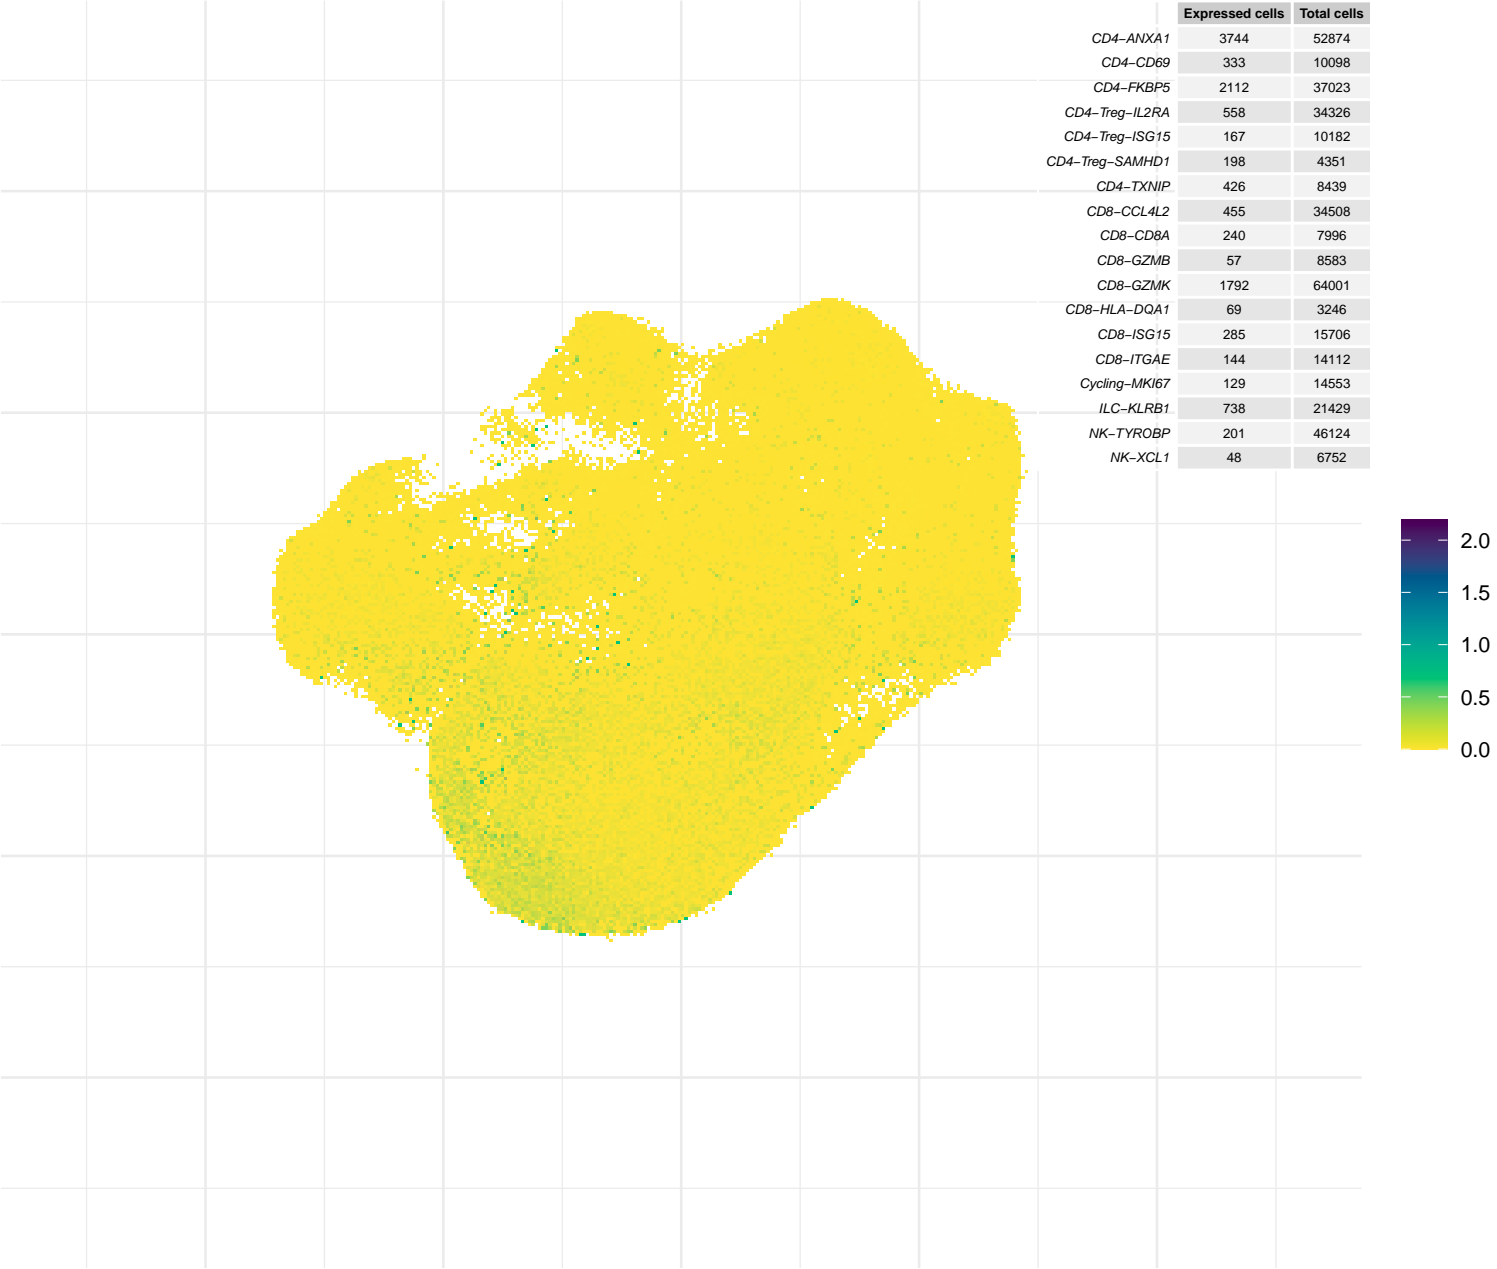 Expressed cells Total cells
CD4−ANXA1 3744 52874
CD4−CD69 333 10098
CD4−FKBP5 2112 37023
CD4−Treg−IL2RA 558 34326
CD4−Treg−ISG15 167 10182
CD4−Treg−SAMHD1 198 4351
CD4−TXNIP 426 8439
CD8−CCL4L2 455 34508
CD8−CD8A 240 7996
CD8−GZMB 57 8583
CD8−GZMK 1792 64001
CD8−HLA−DQA1 69 3246
CD8−ISG15 285 15706
CD8−ITGAE 144 14112
Cycling−MKI67 129 14553
ILC−KLRB1 738 21429
NK−TYROBP 201 46124
NK−XCL1 48 6752
2.0
1.5
1.0
0.5
0.0